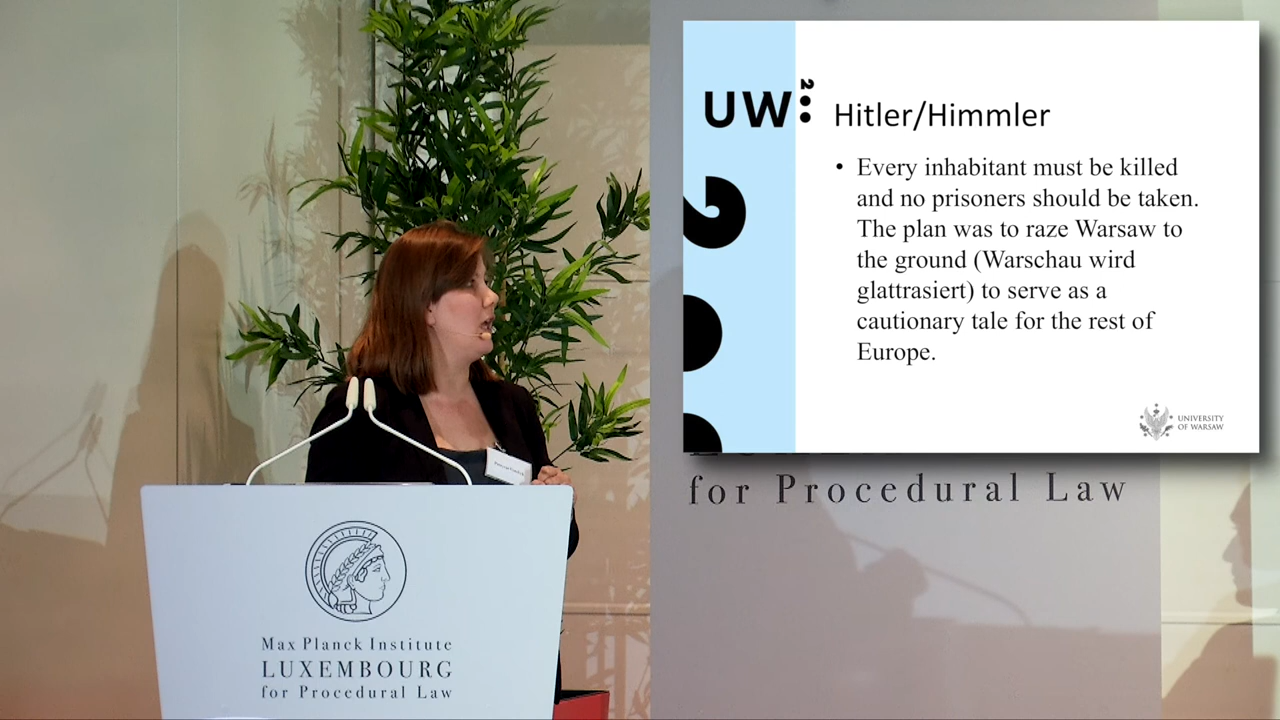 UW
Hitler/Himmler
• Every inhabitant must be killed
and no prisoners should be taken.
The plan was to raze Warsaw to
the ground (Warschau wird
glattrasiert) to serve as a
cautionary tale for the rest of
Europe.
UNIVERSITY
OF WARSAW
for Procedural Law
Max Planck Institute
LUXEMBOURG
for Procedural Law